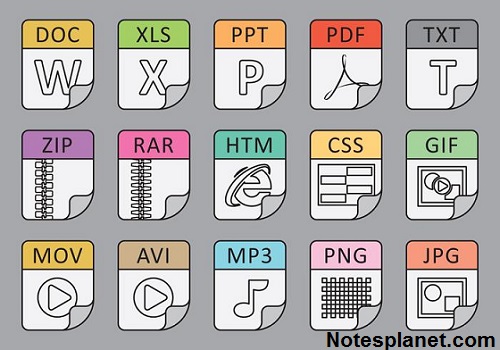 DOC XLS PPT PDF TXT
W X P T
ZIP RAR HTM CSS GIF
e
MOV AVI MP3 PNG JPG
Notesplanet.com